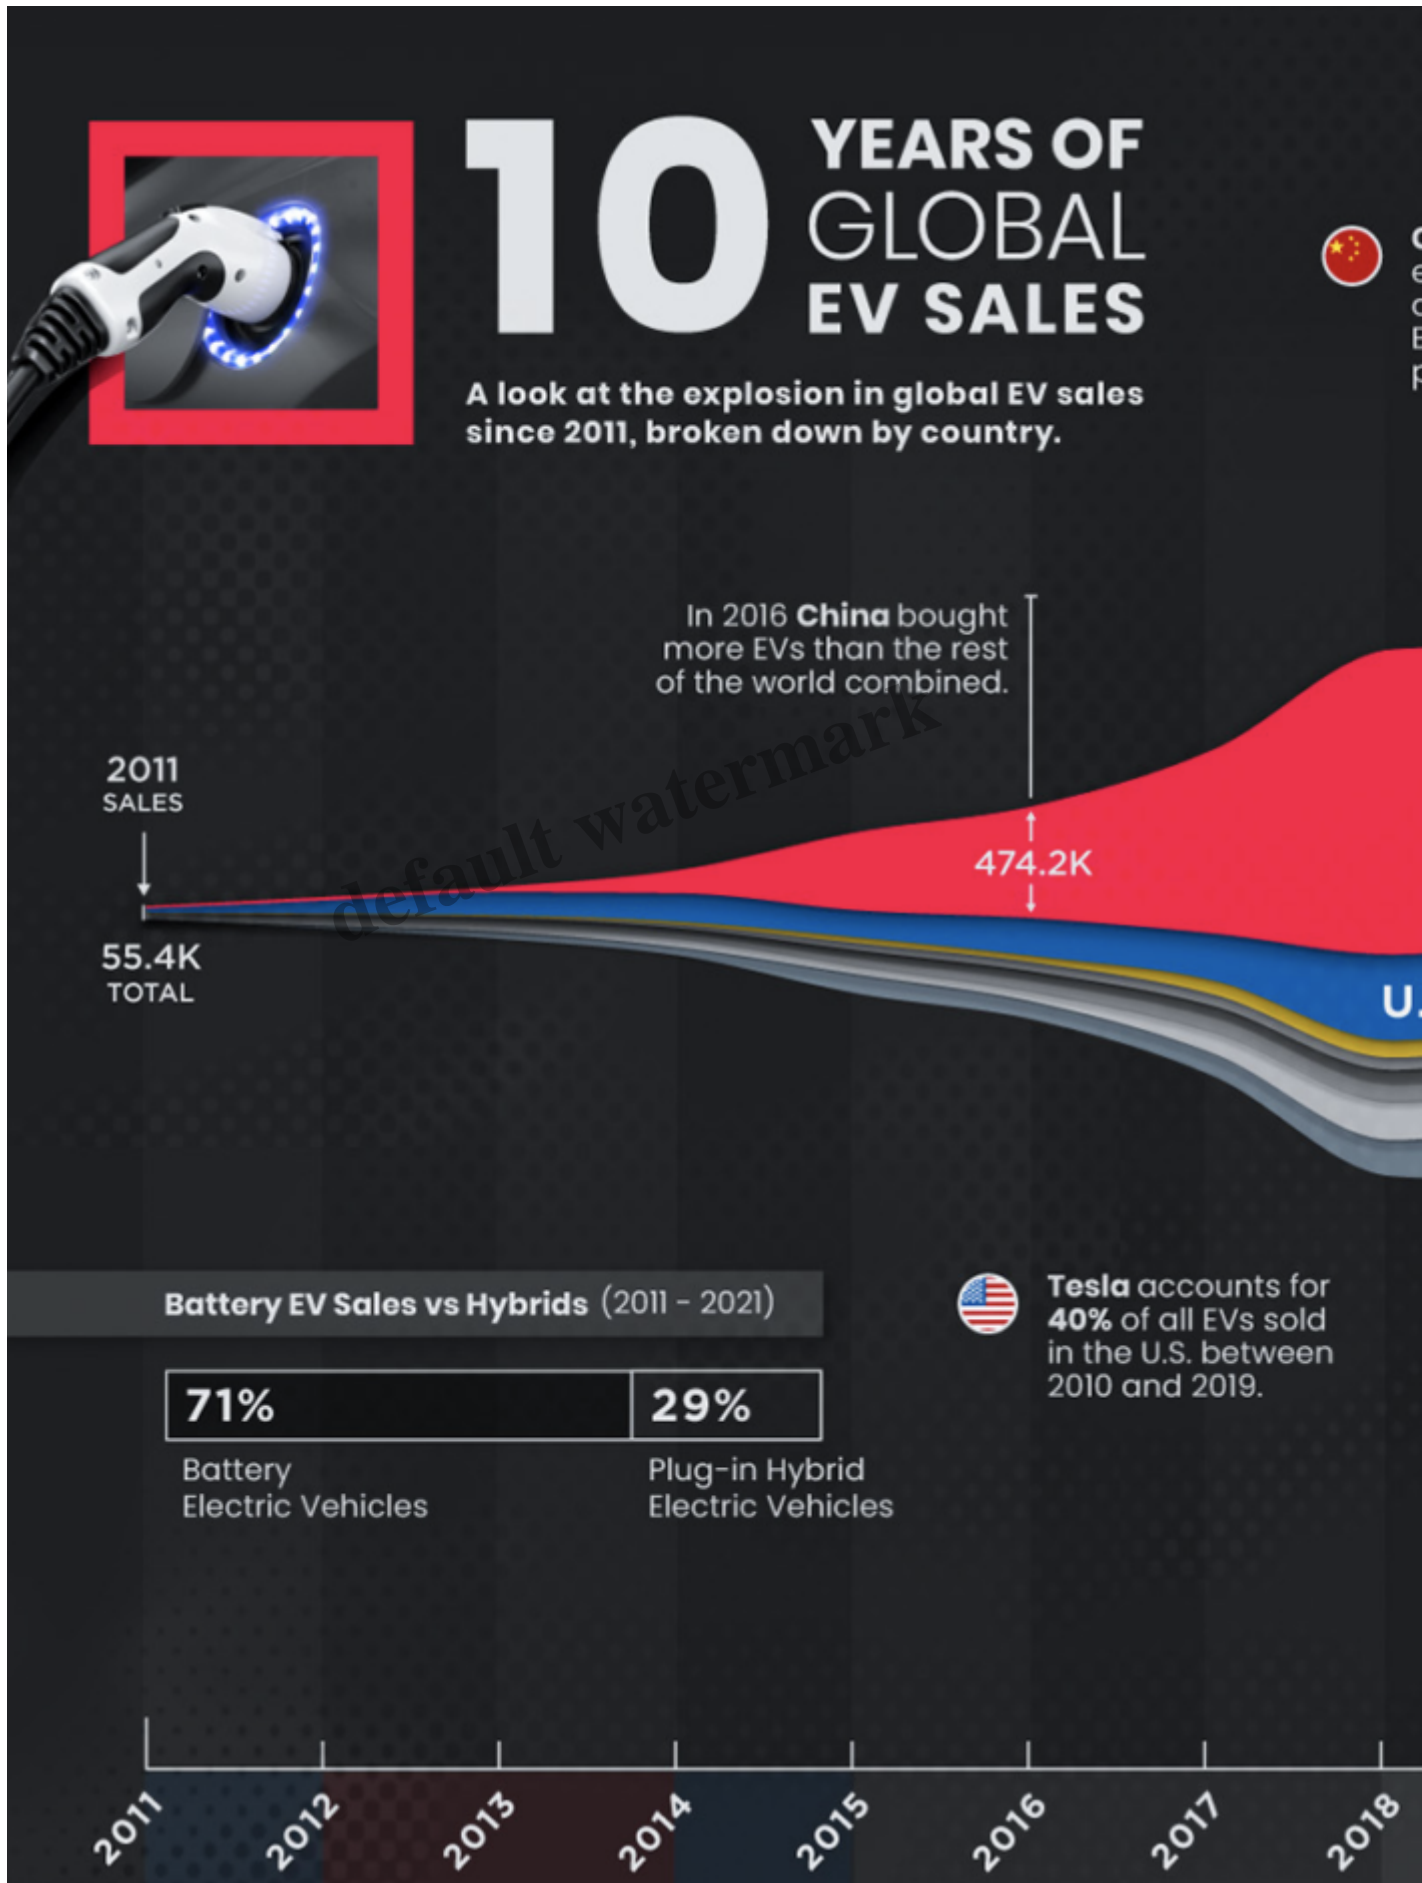 10 YEARS OF
GLOBAL
EV SALES
A look at the explosion in global EV sales
since 2011, broken down by country.
In 2016 China bought
more EVs than the rest
of the world combined.
default watermark
2011
SALES
474.2K
55.4K
TOTAL
U.
Battery EV Sales vs Hybrids (2011 - 2021)
71%
29%
Battery
Electric Vehicles
Plug-in Hybrid
Electric Vehicles
Tesla accounts for
40% of all EVs sold
in the U.S. between
2010 and 2019.
2011 2012 2013 2014 2015 2016 2017 2018